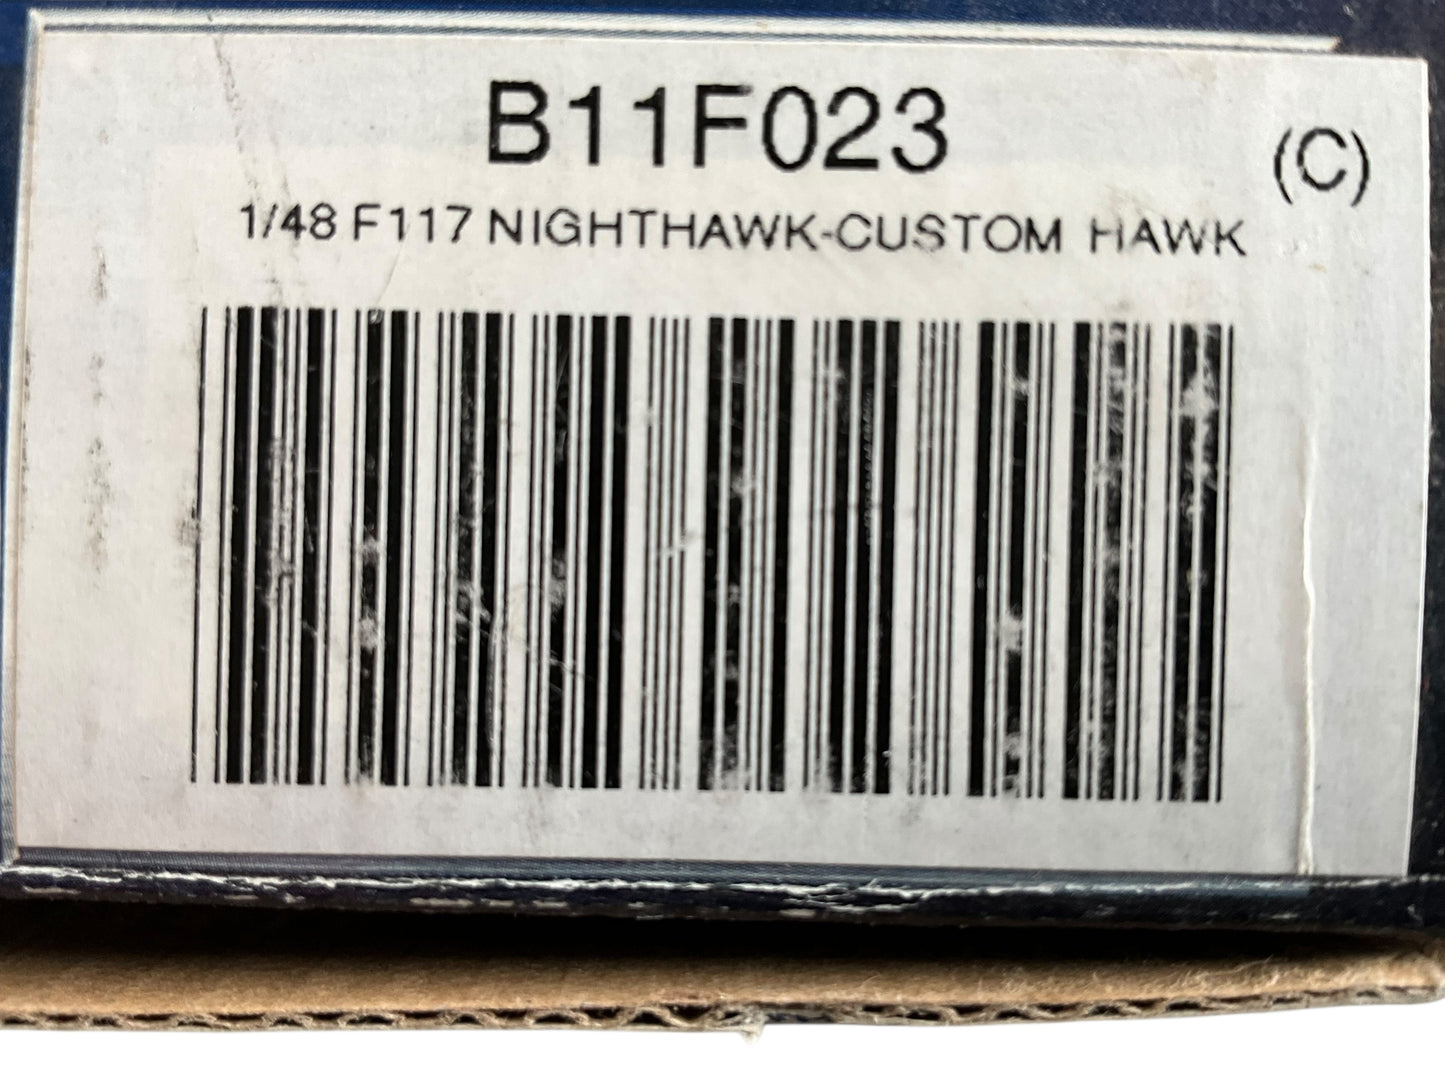 B11F023
(C)
1/48 F117 NIGHTHAWK-CUSTOM HAWK